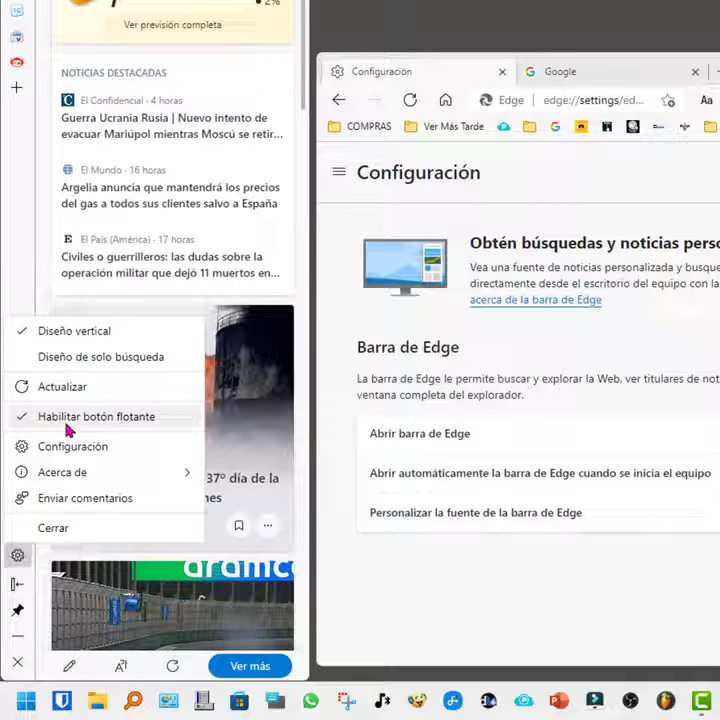 2%
Ver previsión completa
NOTICIAS DESTACADAS
El Confidencial - 4 horas
Guerra Ucrania Rusia | Nuevo intento de
evacuar Mariúpol mientras Moscú se retir...
El Mundo - 16 horas
Argelia anuncia que mantendrá los precios
del gas a todos sus clientes salvo a España
El País (América) - 17 horas
Civiles o guerrilleros: las dudas sobre la
operación militar que dejó 11 muertos en...
Diseño vertical
Diseño de solo búsqueda
Actualizar
Habilitar botón flotante
Configuración
Acerca de
Enviar comentarios
Cerrar
37º día de la
nes
aramco
Ver más
Configuración
Google
Edge
edge://settings/ed...
Aa
COMPRAS
Ver Más Tarde
Configuración
Obtén búsquedas y noticias perso
Vea una fuente de noticias personalizada y busque
directamente desde el escritorio del equipo con la
acerca de la barra de Edge
Barra de Edge
La barra de Edge le permite buscar y explorar la Web, ver titulares de not
ventana completa del explorador.
Abrir barra de Edge
Abrir automáticamente la barra de Edge cuando se inicia el equipo
Personalizar la fuente de la barra de Edge